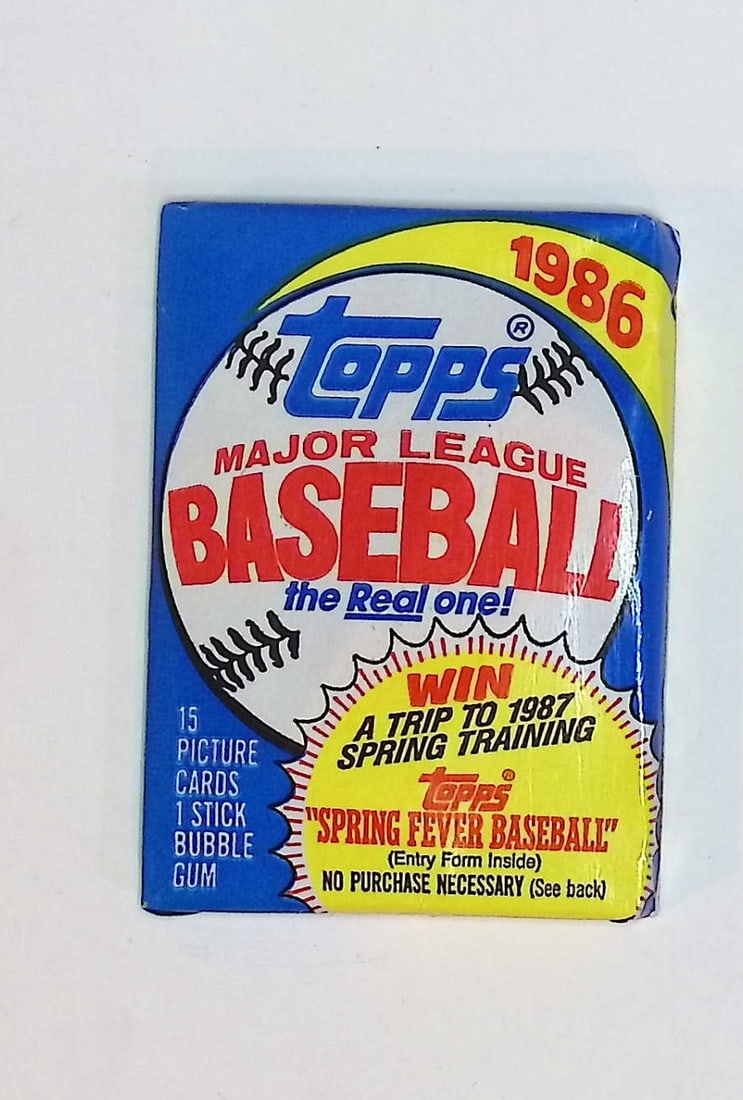 1986
Topps®
MAJOR LEAGUE
BASEBALL
the Real one!
WIN
A TRIP TO 1987
SPRING TRAINING
Topps®
"SPRING FEVER BASEBALL"
(Entry Form Inside)
NO PURCHASE NECESSARY (See back)
15
PICTURE
CARDS
1 STICK
BUBBLE
GUM